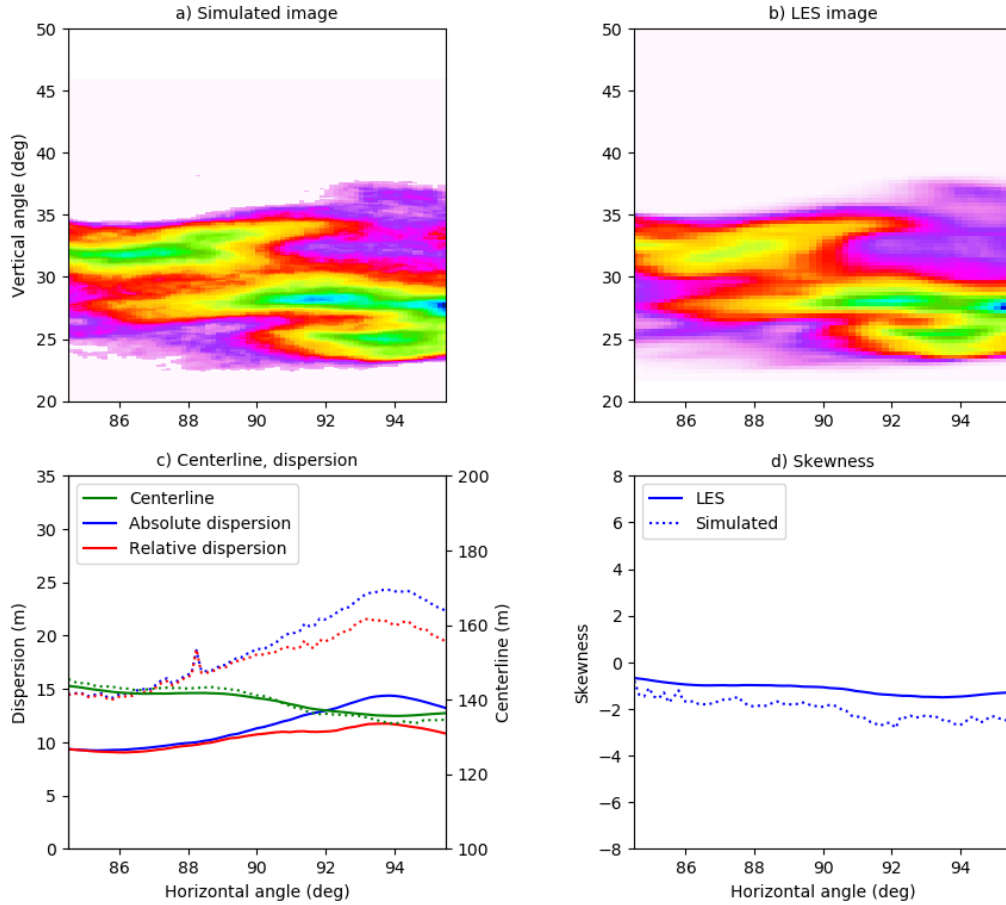 a) Simulated image
50
45
40
35
30
25
20
Vertical angle (deg)
86 88 90 92 94
b) LES image
50
45
40
35
30
25
20
86 88 90 92 94
c) Centerline, dispersion
35
30
25
20
15
10
5
0
Dispersion (m)
Centerline
Absolute dispersion
Relative dispersion
200
180
160
140
120
100
Centerline (m)
86 88 90 92 94
Horizontal angle (deg)
d) Skewness
8
6
4
2
0
−2
−4
−6
−8
Skewness
LES
Simulated
86 88 90 92 94
Horizontal angle (deg)